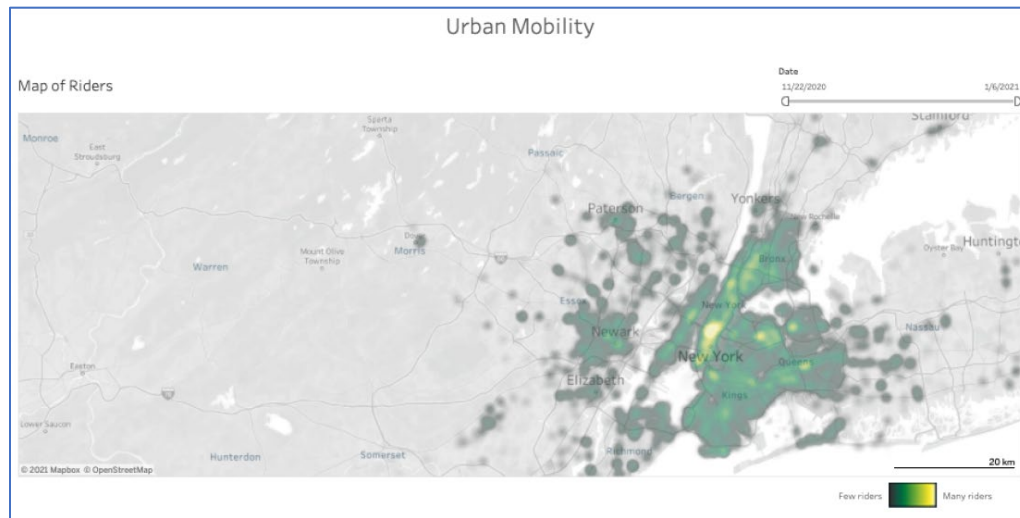 Urban Mobility
Map of Riders
Date
11/22/2020 1/6/2021
Stamford
Monroe
Sparta
Township
East
Stroudsburg
Passaic
Bergen
Yonkers
Paterson
New Rochelle
Dover
Morris
Mount Olive
Township
Warren
Bronx
Oyster Bay
Huntington
Essex
New York
Newark
Nassau
New York
Queens
Easton
Elizabeth
Kings
Lower Saucon
Richmond
Hunterdon
Somerset
20 km
© 2021 Mapbox © OpenStreetMap
Few riders Many riders